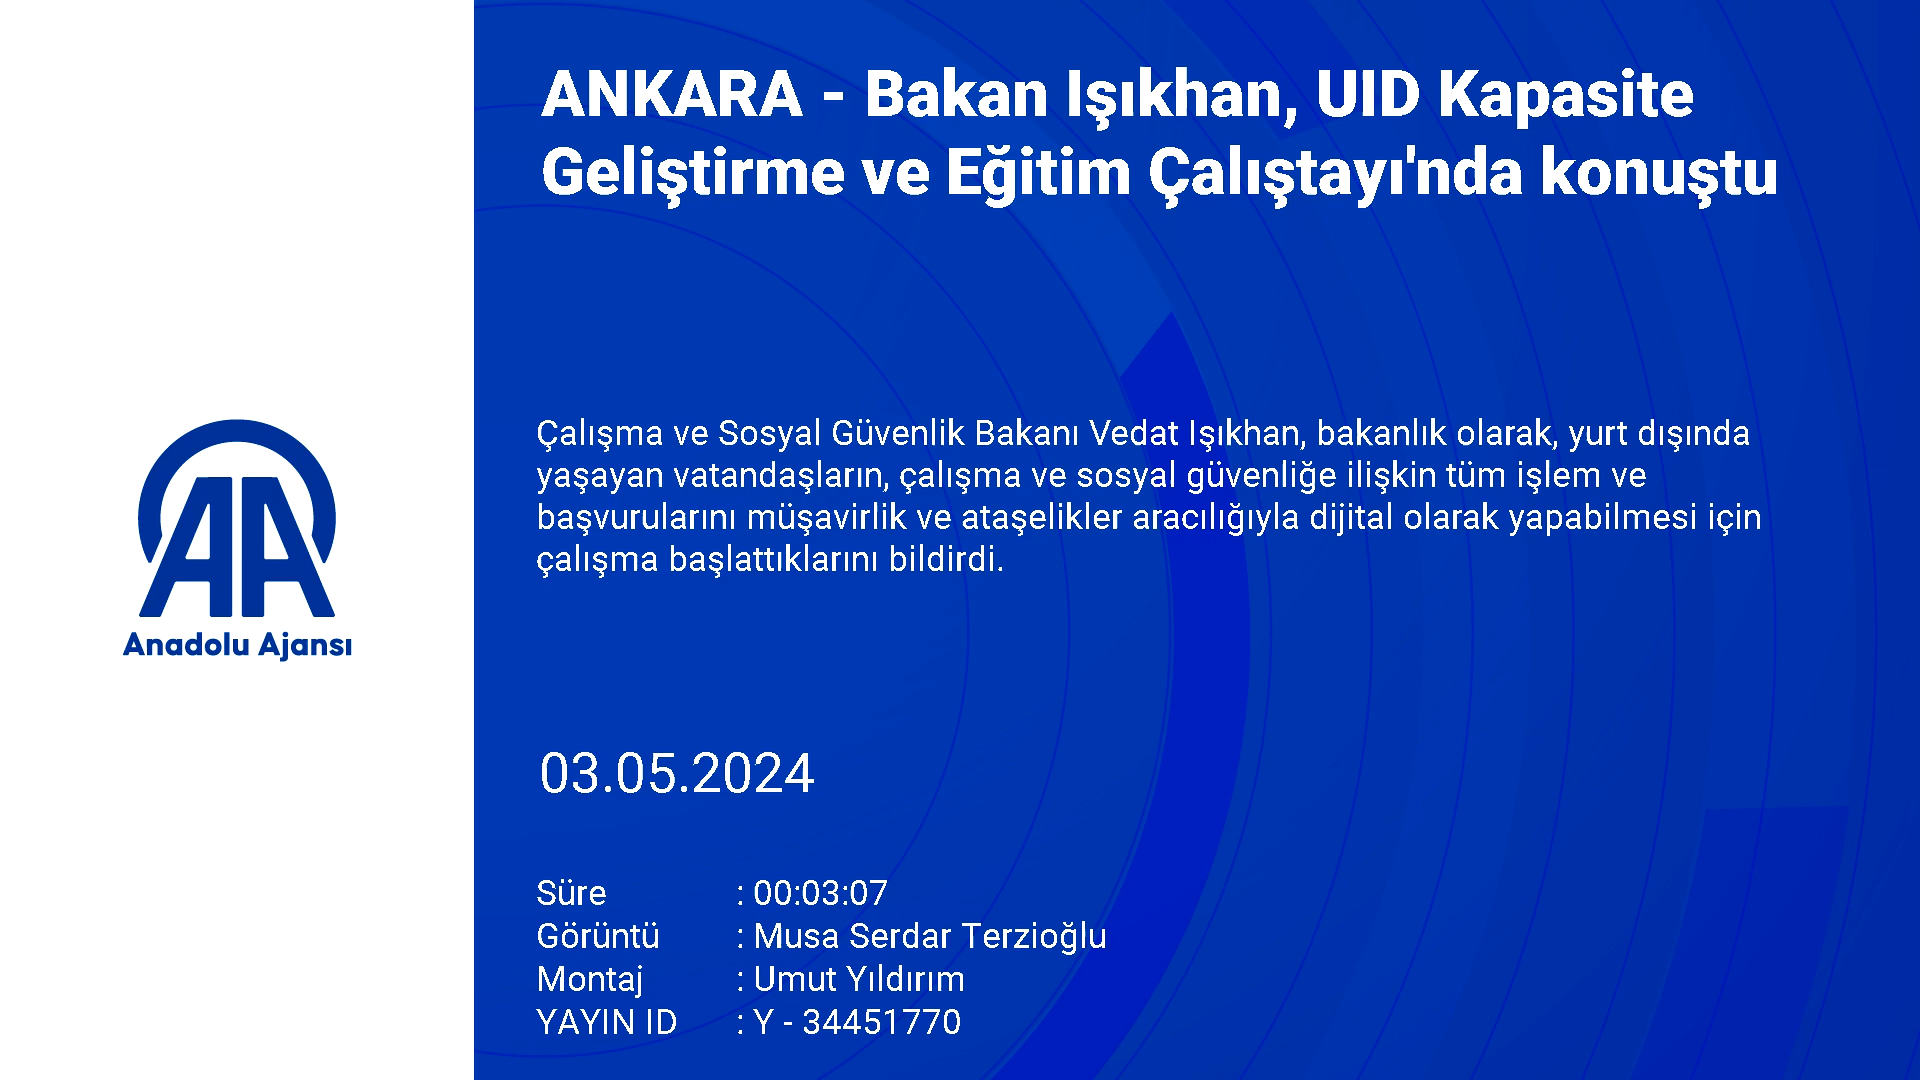 ANKARA - Bakan Işıkhan, UID Kapasite
Geliştirme ve Eğitim Çalıştayı'nda konuştu
Çalışma ve Sosyal Güvenlik Bakanı Vedat Işıkhan, bakanlık olarak, yurt dışında
yaşayan vatandaşların, çalışma ve sosyal güvenliğe ilişkin tüm işlem ve
başvurularını müşavirlik ve ataşelikler aracılığıyla dijital olarak yapabilmesi için
çalışma başlattıklarını bildirdi.
AA
Anadolu Ajansı
03.05.2024
Süre : 00:03:07
Görüntü : Musa Serdar Terzioğlu
Montaj : Umut Yıldırım
YAYIN ID : Y - 34451770